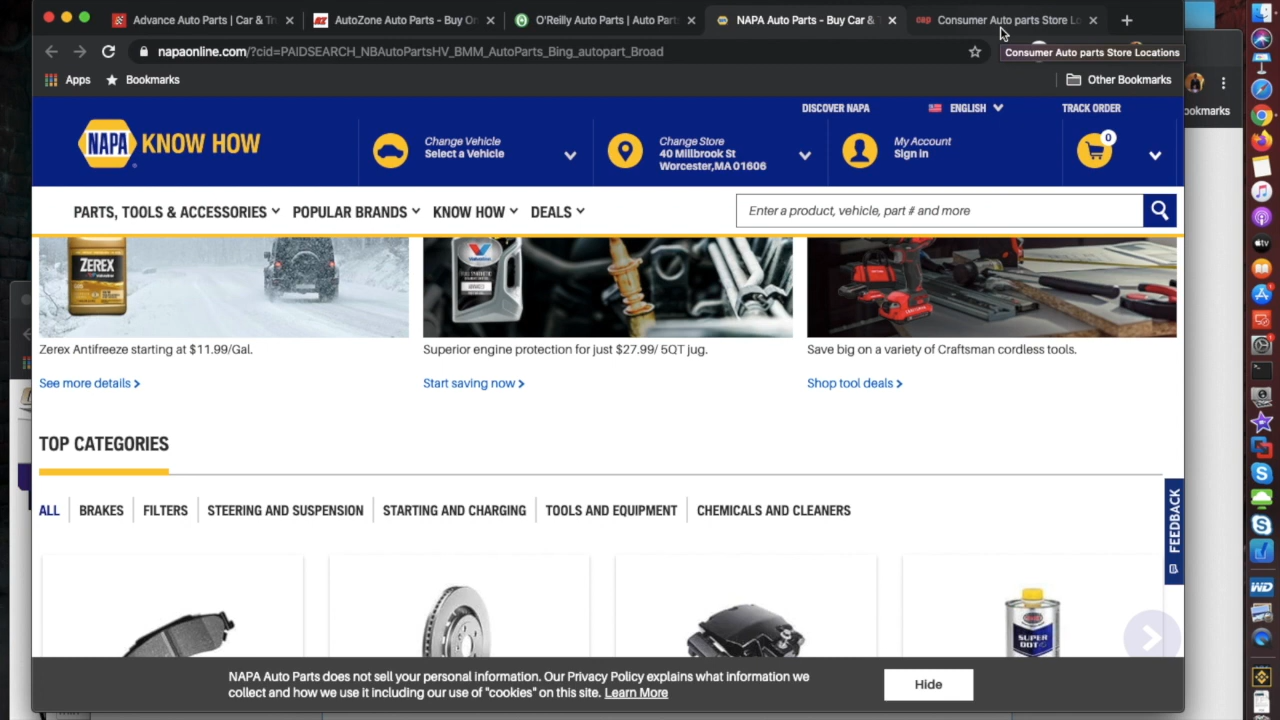 Advance Auto Parts | Car & Tr
AutoZone Auto Parts - Buy On
O'Reilly Auto Parts | Auto Part
NAPA Auto Parts - Buy Car & T
Consumer Auto parts Store Lo
napaonline.com/?cid=PAIDSEARCH_NBAutoPartsHV_BMM_AutoParts_Bing_autopart_Broad
Consumer Auto parts Store Locations
Apps
Bookmarks
Other Bookmarks
ookmarks
DISCOVER NAPA
ENGLISH
TRACK ORDER
NAPA KNOW HOW
Change Vehicle
Select a Vehicle
Change Store
40 Millbrook St
Worcester,MA 01606
My Account
Sign in
0
PARTS, TOOLS & ACCESSORIES
POPULAR BRANDS
KNOW HOW
DEALS
Enter a product, vehicle, part # and more
ZEREX
Zerex Antifreeze starting at $11.99/Gal.
Superior engine protection for just $27.99/ 5QT jug.
Save big on a variety of Craftsman cordless tools.
See more details >
Start saving now >
Shop tool deals >
TOP CATEGORIES
ALL
BRAKES
FILTERS
STEERING AND SUSPENSION
STARTING AND CHARGING
TOOLS AND EQUIPMENT
CHEMICALS AND CLEANERS
FEEDBACK
SUPER
DOT
NAPA Auto Parts does not sell your personal information. Our Privacy Policy explains what information we
collect and how we use it including our use of "cookies" on this site. Learn More
Hide
tv
WD